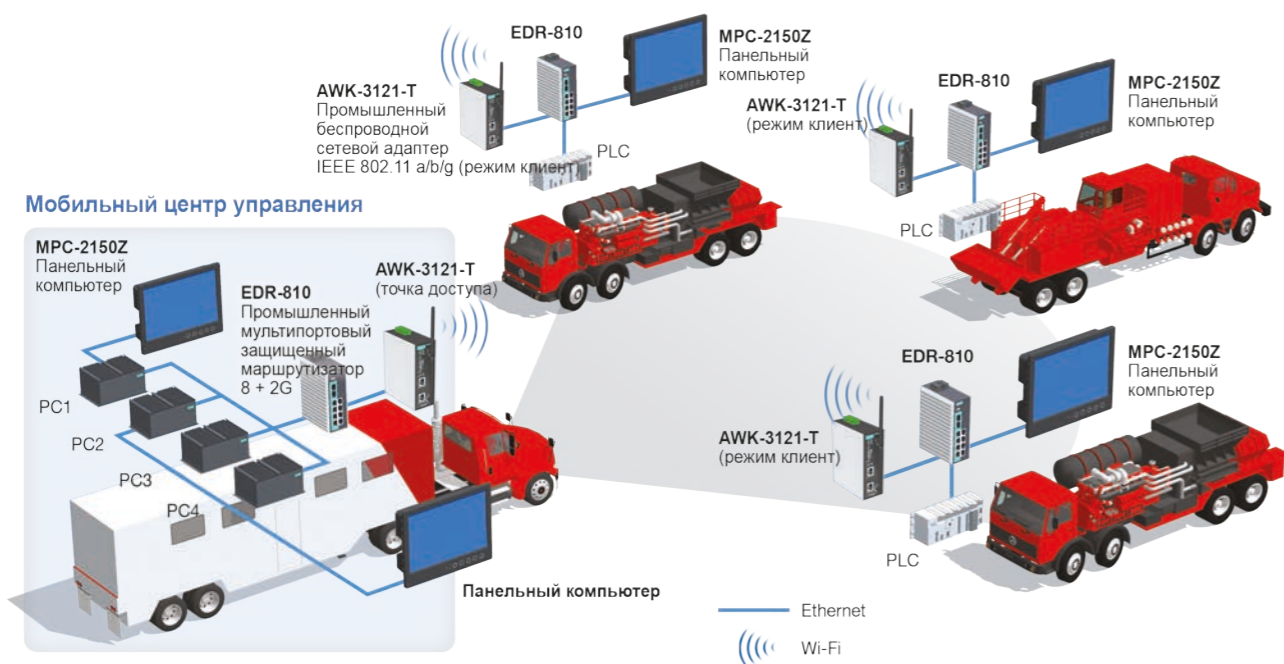 EDR-810
MPC-2150Z
Панельный
компьютер
AWK-3121-T
Промышленный
беспроводной
сетевой адаптер
IEEE 802.11 a/b/g (режим клиент)
PLC
EDR-810
MPC-2150Z
Панельный
компьютер
AWK-3121-T
(режим клиент)
PLC
Мобильный центр управления
MPC-2150Z
Панельный
компьютер
EDR-810
Промышленный
мультипортовый
защищенный
маршрутизатор
8 + 2G
AWK-3121-T
(точка доступа)
PC1
PC2
PC3
PC4
Панельный компьютер
EDR-810
MPC-2150Z
Панельный
компьютер
AWK-3121-T
(режим клиент)
PLC
Ethernet
Wi-Fi